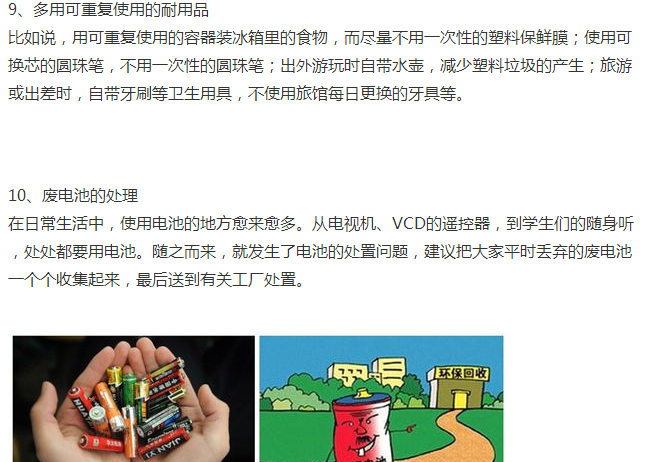 9、多用可重复使用的耐用品
比如说，用可重复使用的容器装冰箱里的食物，而尽量不用一次性的塑料保鲜膜；使用可
换芯的圆珠笔，不用一次性的圆珠笔；出外游玩时自带水壶，减少塑料垃圾的产生；旅游
或出差时，自带牙刷等卫生用具，不使用旅馆每日更换的牙具等。
10、废电池的处理
在日常生活中，使用电池的地方愈来愈多。从电视机、VCD的遥控器，到学生们的随身听
，处处都要用电池。随之而来，就发生了电池的处置问题，建议把大家平时丢弃的废电池
一个个收集起来，最后送到有关工厂处置。
环保回收